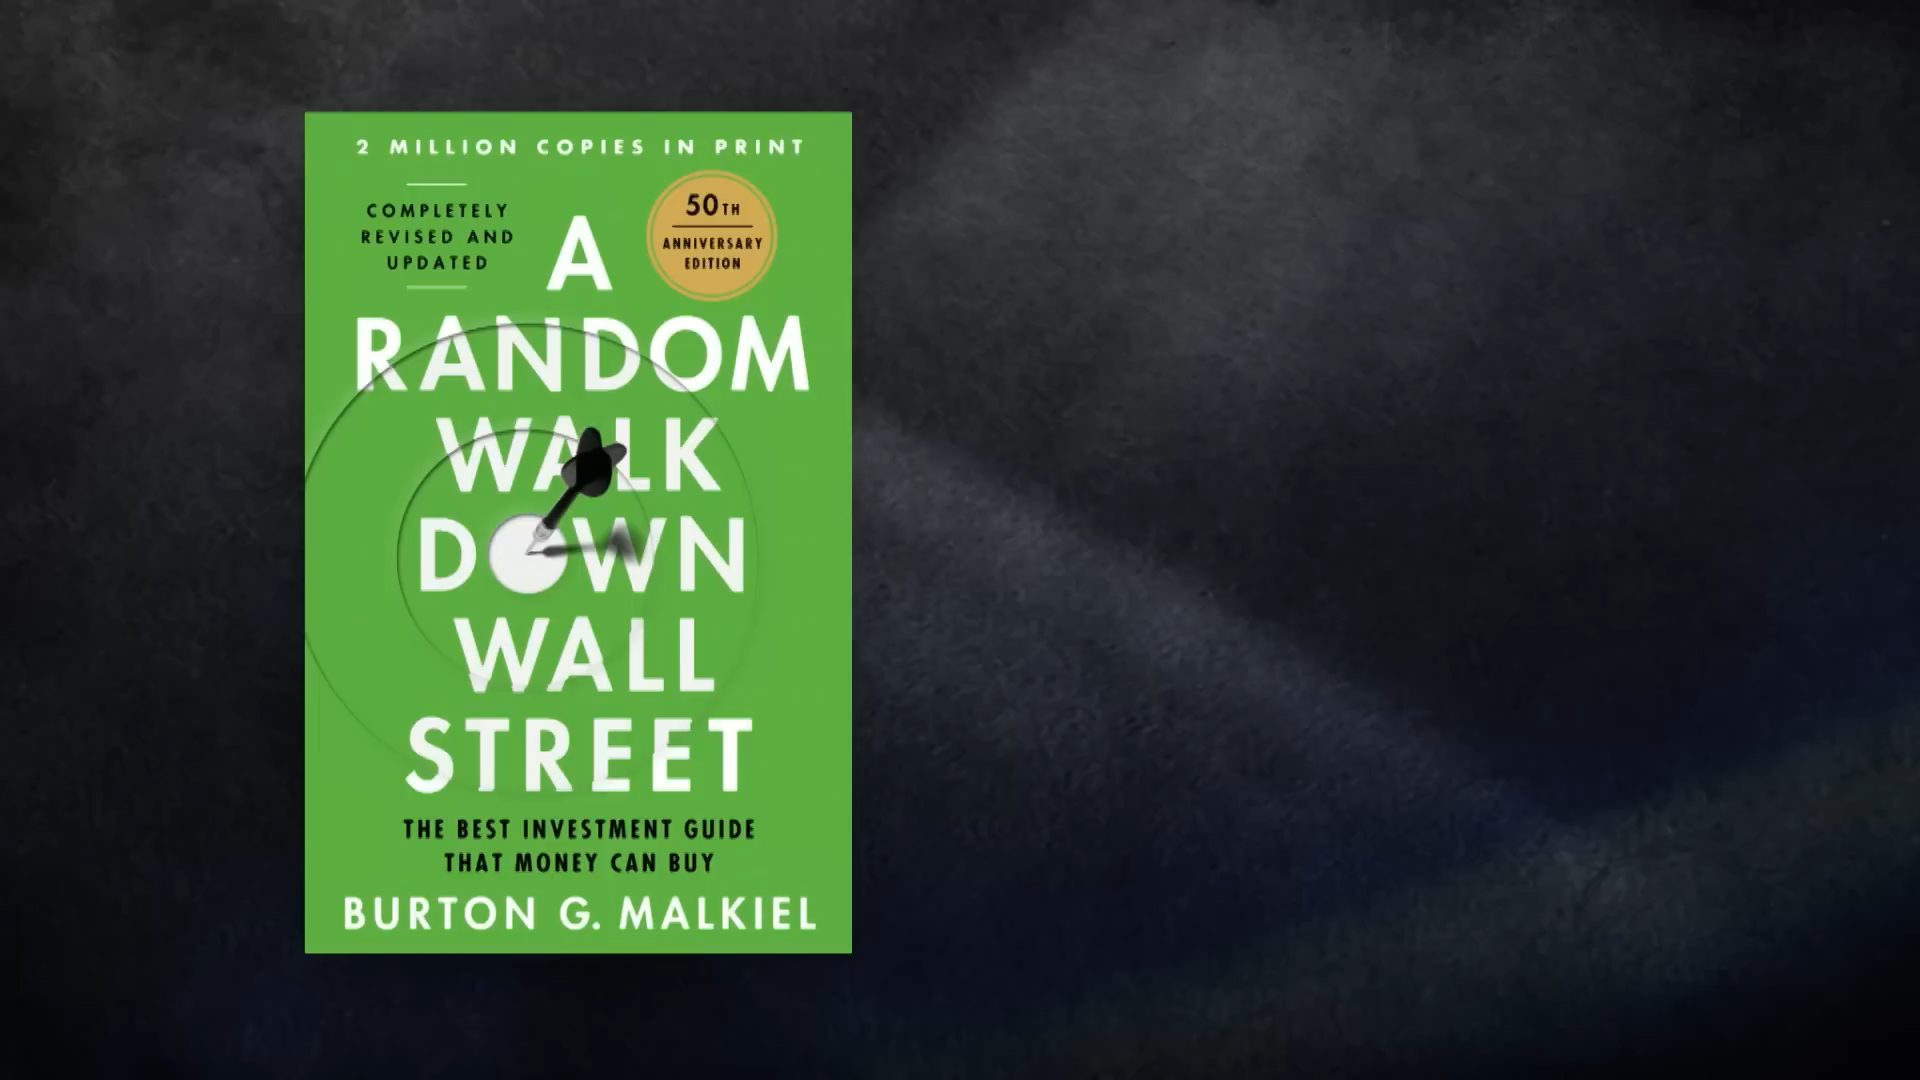 2 MILLION COPIES IN PRINT
COMPLETELY
REVISED AND
UPDATED
50TH
ANNIVERSARY
EDITION
A
RANDOM
WALK
DOWN
WALL
STREET
THE BEST INVESTMENT GUIDE
THAT MONEY CAN BUY
BURTON G. MALKIEL